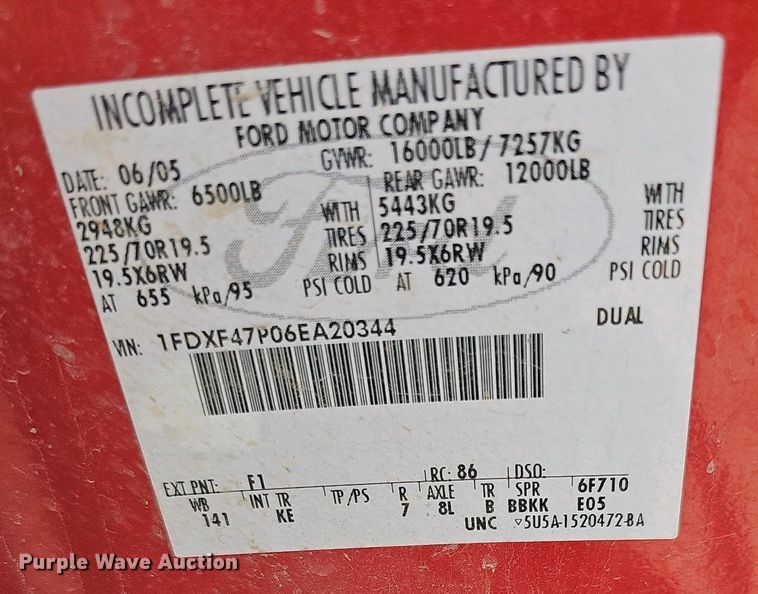 INCOMPLETE VEHICLE MANUFACTURED BY
FORD MOTOR COMPANY
DATE: 06/05 GVWR: 16000LB/7257KG
FRONT GAWR: 6500LB REAR GAWR: 12000LB
2948KG WITH 5443KG WITH
225/70R19.5 TIRES 225/70R19.5 TIRES
19.5X6RW RIMS 19.5X6RW RIMS
AT 655 kPa/95 PSI COLD AT 620 kPa/90 PSI COLD
DUAL
VIN: 1FDXF47P06EA20344
EXT PNT: F1 RC: 86 DSO:
WB INT TR TP/PS R AXLE TR SPR 6F710
141 KE 7 8L B BBKK E05
UNC ▽5U5A-1520472-BA
Ford
Purple Wave Auction